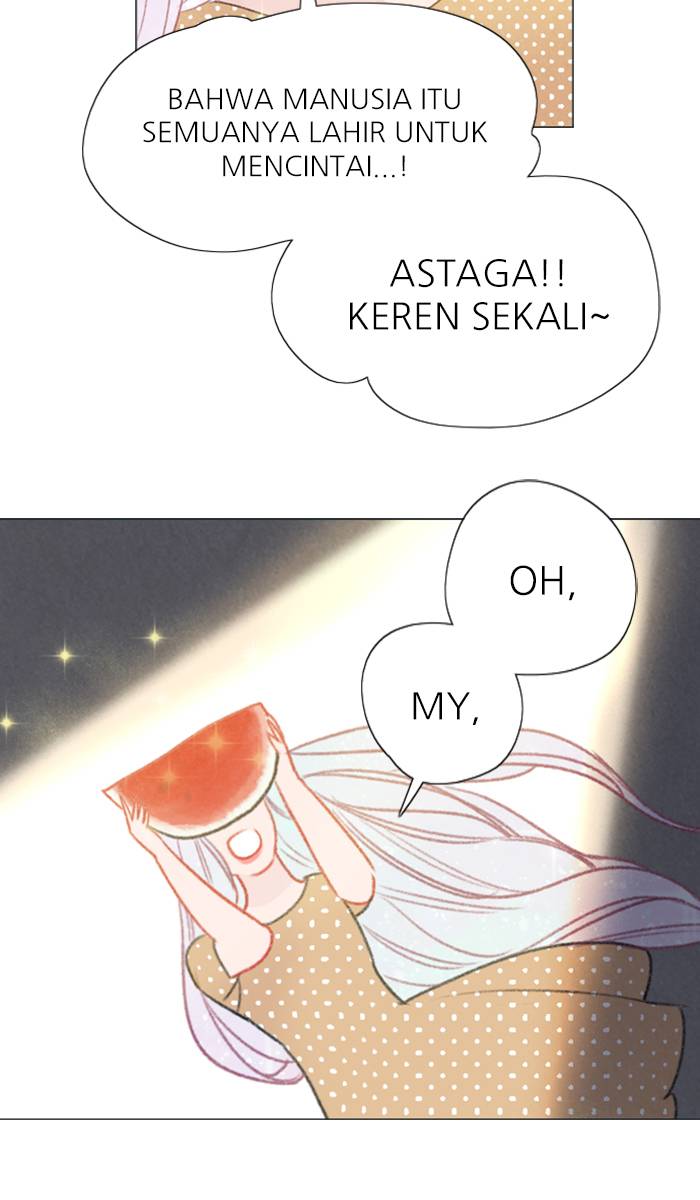 BAHWA MANUSIA ITU
SEMUANYA LAHIR UNTUK
MENCINTAI...!
ASTAGA!!
KEREN SEKALI~
OH,
MY,